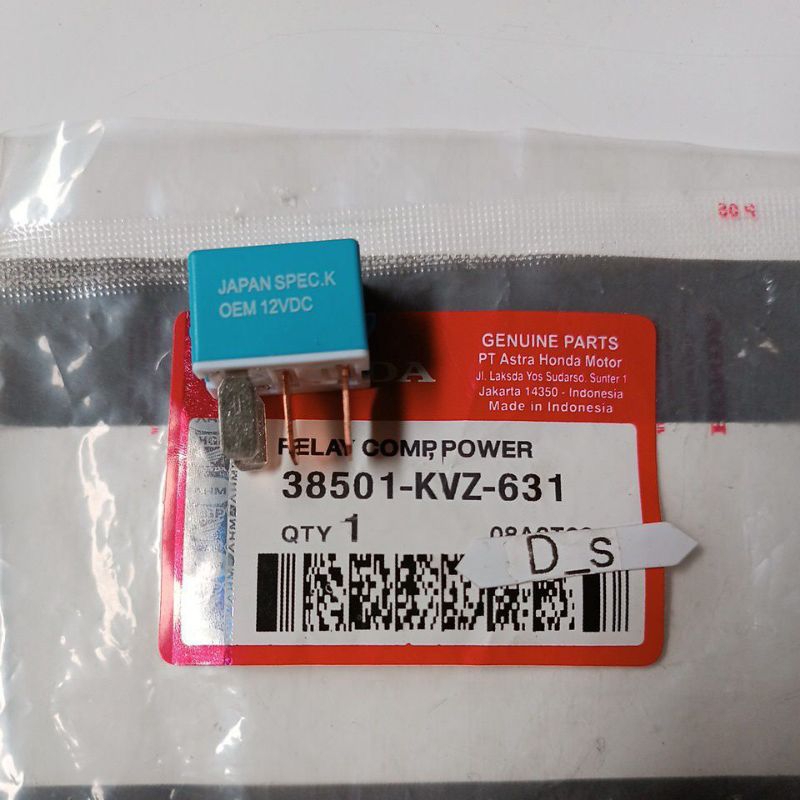 JAPAN SPEC.K
OEM 12VDC
GENUINE PARTS
PT Astra Honda Motor
Jl. Laksda Yos Sudarso. Sunter 1
Jakarta 14350 - Indonesia
Made in Indonesia
RELAY COMP, POWER
38501-KVZ-631
QTY 1
D_s
AHM